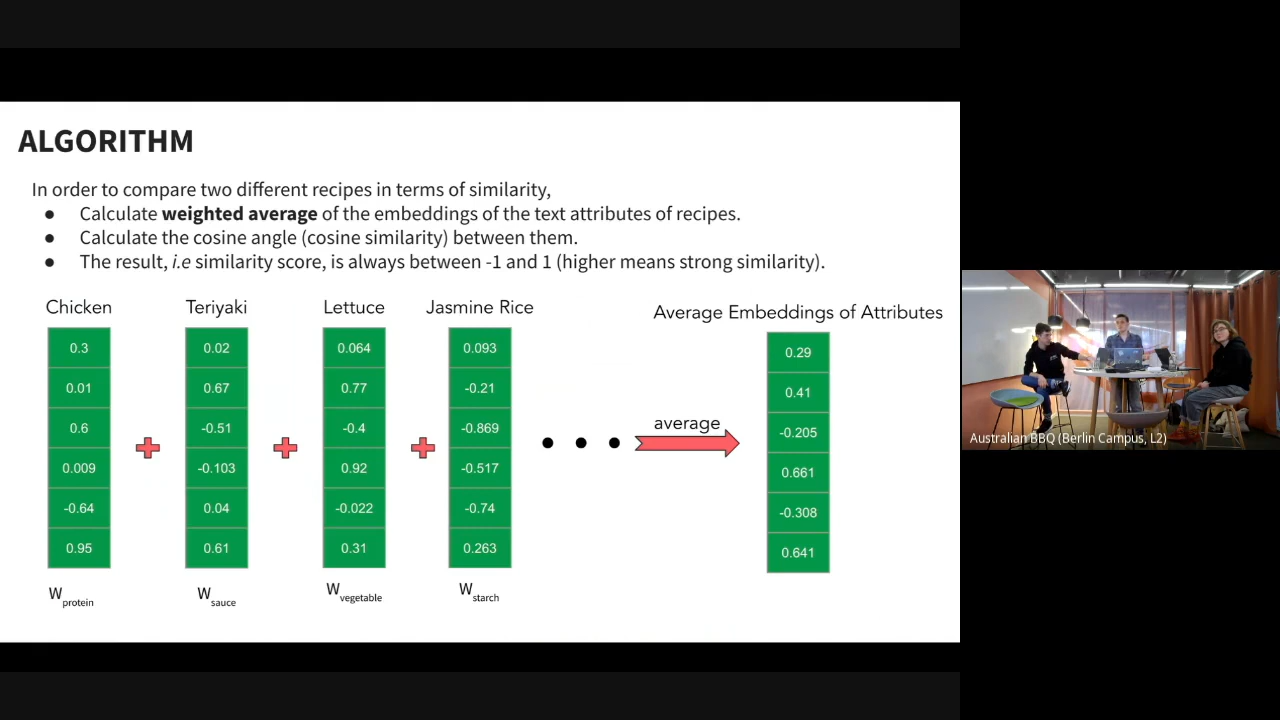 ALGORITHM
In order to compare two different recipes in terms of similarity,
● Calculate weighted average of the embeddings of the text attributes of recipes.
● Calculate the cosine angle (cosine similarity) between them.
● The result, i.e similarity score, is always between -1 and 1 (higher means strong similarity).
Chicken Teriyaki Lettuce Jasmine Rice Average Embeddings of Attributes
0.3 0.02 0.064 0.093 0.29
0.01 0.67 0.77 -0.21 0.41
0.6 -0.51 -0.4 -0.869 average -0.205
0.009 -0.103 0.92 -0.517 0.661
-0.64 0.04 -0.022 -0.74 -0.308
0.95 0.61 0.31 0.263 0.641
W protein W sauce W vegetable W starch
Australian BBQ (Berlin Campus, L2)